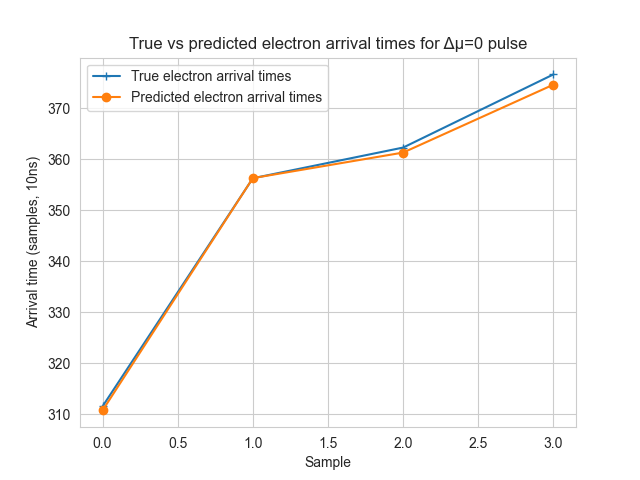 True vs predicted electron arrival times for Δμ=0 pulse
True electron arrival times
Predicted electron arrival times
Arrival time (samples, 10ns)
370
360
350
340
330
320
310
0.0 0.5 1.0 1.5 2.0 2.5 3.0
Sample